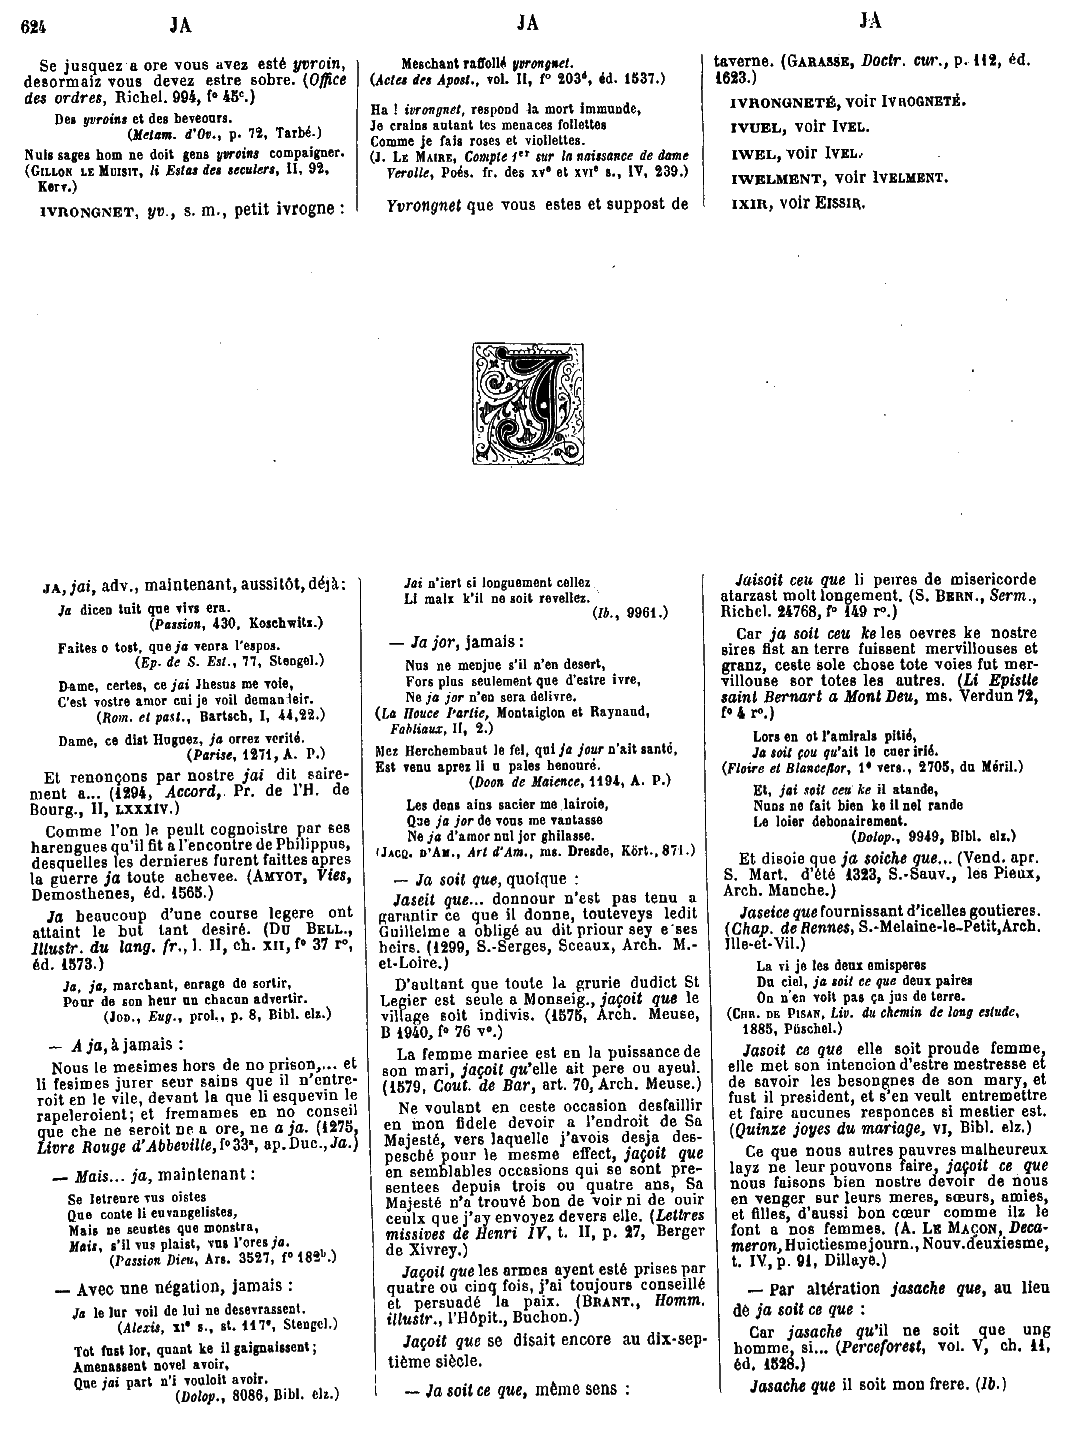 624 JA JA JA
Se jusquez a ore vous avez esté yvroin,
desormaiz vous devez estre sobre. (Office
des ordres, Richel. 994, f° 45c.)
Des yvroins et des beveours.
(Metam. d'Ov., p. 72, Tarbé.)
Nuls sages hom ne doit gens yvroins compaigner.
(GILLON LE MUISIT, li Estas des seculers, II, 92,
Kerv.)
IVRONGNET, yv., s. m., petit ivrogne :
Meschant raffollé yvrongnet.
(Actes des Apost., vol. II, f° 203d, éd. 1537.)
Ha ! ivrongnet, respond la mort immunde,
Je crains autant tes menaces follettes
Comme je fais roses et viollettes.
(J. LE MAIRE, Compte 1er sur la naissance de dame
Verolle, Poés. fr. des xve et xvie s., IV, 239.)
Yvrongnet que vous estes et suppost de
taverne. (GARASSE, Doctr. cur., p. 112, éd.
1623.)
IVRONGNETÉ, voir IVROGNETÉ.
IVUEL, voir IVEL.
IWEL, voir IVEL.
IWELMENT, voir IVELMENT.
IXIR, voir EISSIR.
J
JA, jai, adv., maintenant, aussitôt, déjà :
Ja dicen tuit que vivs era.
(Passion, 430, Koschwitz.)
Faites o tost, que ja venra l'espos.
(Ep. de S. Est., 77, Stengel.)
Dame, certes, ce jai Jhesus me voie,
C'est vostre amor cui je voil demanleir.
(Rom. et past., Bartsch, I, 44,22.)
Dame, ce dist Huguez, ja orrez verité.
(Parise, 1271, A. P.)
Et renonçons par nostre jai dit saire-
ment a... (1294, Accord, Pr. de l'H. de
Bourg., II, LXXXIV.)
Comme l'on le peult cognoistre par ses
harengues qu'il fit a l'encontre de Philippus,
desquelles les dernieres furent faittes apres
la guerre ja toute achevee. (AMYOT, Vies,
Demosthenes, éd. 1565.)
Ja beaucoup d'une course legere ont
attaint le but tant desiré. (DU BELL.,
Illustr. du lang. fr., l. II, ch. XII, f° 37 r°,
éd. 1573.)
Ja, ja, marchant, enrage de sortir,
Pour de son heur un chacun advertir.
(JOD., Eug., prol., p. 8, Bibl. elz.)
— A ja, à jamais :
Nous le mesimes hors de no prison,... et
li fesimes jurer seur sains que il n'entre-
roit en le vile, devant la que li esquevin le
rapeleroient; et fremames en no conseil
que che ne seroit ne a ore, ne a ja. (1275,
Livre Rouge d'Abbeville, f° 33a, ap. Duc., Ja.)
— Mais... ja, maintenant :
Se letreure vus oistes
Que conte li euvangelistes,
Mais ne seustes que monstra,
Mais, s'il vus plaist, vus l'ores ja.
(Passion Dieu, Ars. 3527, f° 182b.)
— Avec une négation, jamais :
Ja le lur voil de lui ne desevrassent.
(Alexis, xie s., st. 117e, Stengel.)
Tot fust lor, quant ke il gaignaissent ;
Amenassent novel avoir,
Que jai part n'i vouloit avoir.
(Dolop., 8086, Bibl. elz.)
Jai n'iert si longuement cellez
Li malx k'il ne soit revellez.
(Ib., 9961.)
— Ja jor, jamais :
Nus ne menjue s'il n'en desert,
Fors plus seulement que d'estre ivre,
Ne ja jor n'en sera delivre.
(La Houce Partie, Montaiglon et Raynaud,
Fabliaux, II, 2.)
Mez Herchembaut le fel, qui ja jour n'ait santé,
Est venu aprez li u pales henouré.
(Doon de Maience, 1194, A. P.)
Les dens ains sacier me lairoie,
Que ja jor de vous me vantasse
Ne ja d'amor nul jor ghilasse.
(JACQ. D'AM., Art d'Am., ms. Dresde, Kört., 871.)
— Ja soit que, quoique :
Jaseit que... donnour n'est pas tenu a
garantir ce que il donne, touteveys ledit
Guillelme a obligé au dit priour sey e ses
heirs. (1299, S.-Serges, Sceaux, Arch. M.-
et-Loire.)
D'aultant que toute la grurie dudict St
Legier est seule a Monseig., jaçoit que le
village soit indivis. (1575, Arch. Meuse,
B 1940, f° 76 v°.)
La femme mariee est en la puissance de
son mari, jaçoit qu'elle ait pere ou ayeul.
(1579, Cout. de Bar, art. 70, Arch. Meuse.)
Ne voulant en ceste occasion desfaillir
en mon fidele devoir a l'endroit de Sa
Majesté, vers laquelle j'avois desja des-
pesché pour le mesme effect, jaçoit que
en semblables occasions qui se sont pre-
sentees depuis trois ou quatre ans, Sa
Majesté n'a trouvé bon de voir ni de ouir
ceulx que j'ay envoyez devers elle. (Lettres
missives de Henri IV, t. II, p. 27, Berger
de Xivrey.)
Jaçoit que les armes ayent esté prises par
quatre ou cinq fois, j'ai toujours conseillé
et persuadé la paix. (BRANT., Homm.
illustr., l'Hôpit., Buchon.)
Jaçoit que se disait encore au dix-sep-
tième siècle.
— Ja soit ce que, même sens :
Jaisoit ceu que li peires de misericorde
atarzast molt longement. (S. BERN., Serm.,
Richel. 24768, f° 149 r°.)
Car ja soit ceu ke les oevres ke nostre
sires fist an terre fuissent mervillouses et
granz, ceste sole chose tote voies fut mer-
villouse sor totes les autres. (Li Epistle
saint Bernart a Mont Deu, ms. Verdun 72,
f° 4 r°.)
Lors en ot l'amirals pitié,
Ja soit çou qu'ait le cuer irié.
(Floire et Blanceflor, 1e vers., 2705, du Méril.)
Et, jai soit ceu ke il atande,
Nuns ne fait bien ke il nel rande
Le loier debonairement.
(Dolop., 9949, Bibl. elz.)
Et disoie que ja soiche que... (Vend. apr.
S. Mart. d'été 1323, S.-Sauv., les Pieux,
Arch. Manche.)
Jaseice que fournissant d'icelles goutieres.
(Chap. de Rennes, S.-Melaine-le-Petit, Arch.
Ille-et-Vil.)
La vi je les deux emisperes
Du ciel, ja soit ce que deux paires
On n'en voit pas ça jus de terre.
(CHR. DE PISAN, Liv. du chemin de long estude,
1885, Püschel.)
Jasoit ce que elle soit proude femme,
elle met son intencion d'estre mestresse et
de savoir les besongnes de son mary, et
fust il president, et s'en veult entremettre
et faire aucunes responces si mestier est.
(Quinze joyes du mariage, VI, Bibl. elz.)
Ce que nous autres pauvres malheureux
layz ne leur pouvons faire, jaçoit ce que
nous faisons bien nostre devoir de nous
en venger sur leurs meres, sœurs, amies,
et filles, d'aussi bon cœur comme ilz le
font a nos femmes. (A. LE MAÇON, Deca-
meron, Huictiesme journ., Nouv. deuxiesme,
t. IV, p. 91, Dillaye.)
— Par altération jasache que, au lieu
de ja soit ce que :
Car jasache qu'il ne soit que ung
homme, si... (Perceforest, vol. V, ch. 11,
éd. 1528.)
Jasache que il soit mon frere. (Ib.)